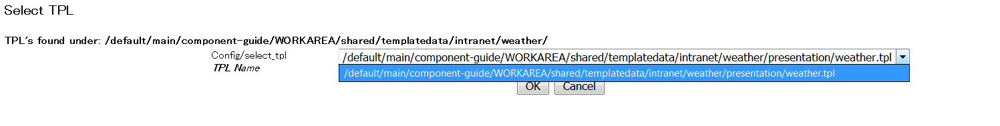 Select TPL
TPL's found under: /default/main/component-guide/WORKAREA/shared/templatedata/intranet/weather/
Config/select_tpl /default/main/component-guide/WORKAREA/shared/templatedata/intranet/weather/presentation/weather.tpl
TPL Name
/default/main/component-guide/WORKAREA/shared/templatedata/intranet/weather/presentation/weather.tpl
OK Cancel